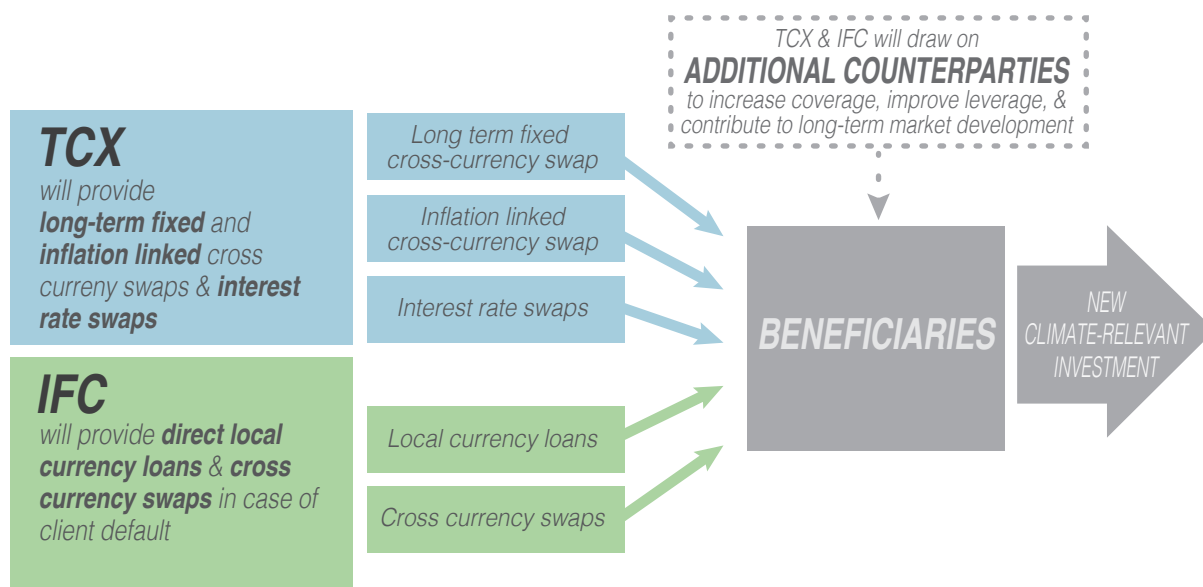 TCX & IFC will draw on
ADDITIONAL COUNTERPARTIES
to increase coverage, improve leverage, &
contribute to long-term market development
TCX
will provide
long-term fixed and
inflation linked cross
curreny swaps & interest
rate swaps
Long term fixed
cross-currency swap
Inflation linked
cross-currency swap
Interest rate swaps
IFC
will provide direct local
currency loans & cross
currency swaps in case of
client default
Local currency loans
Cross currency swaps
BENEFICIARIES
NEW
CLIMATE-RELEVANT
INVESTMENT